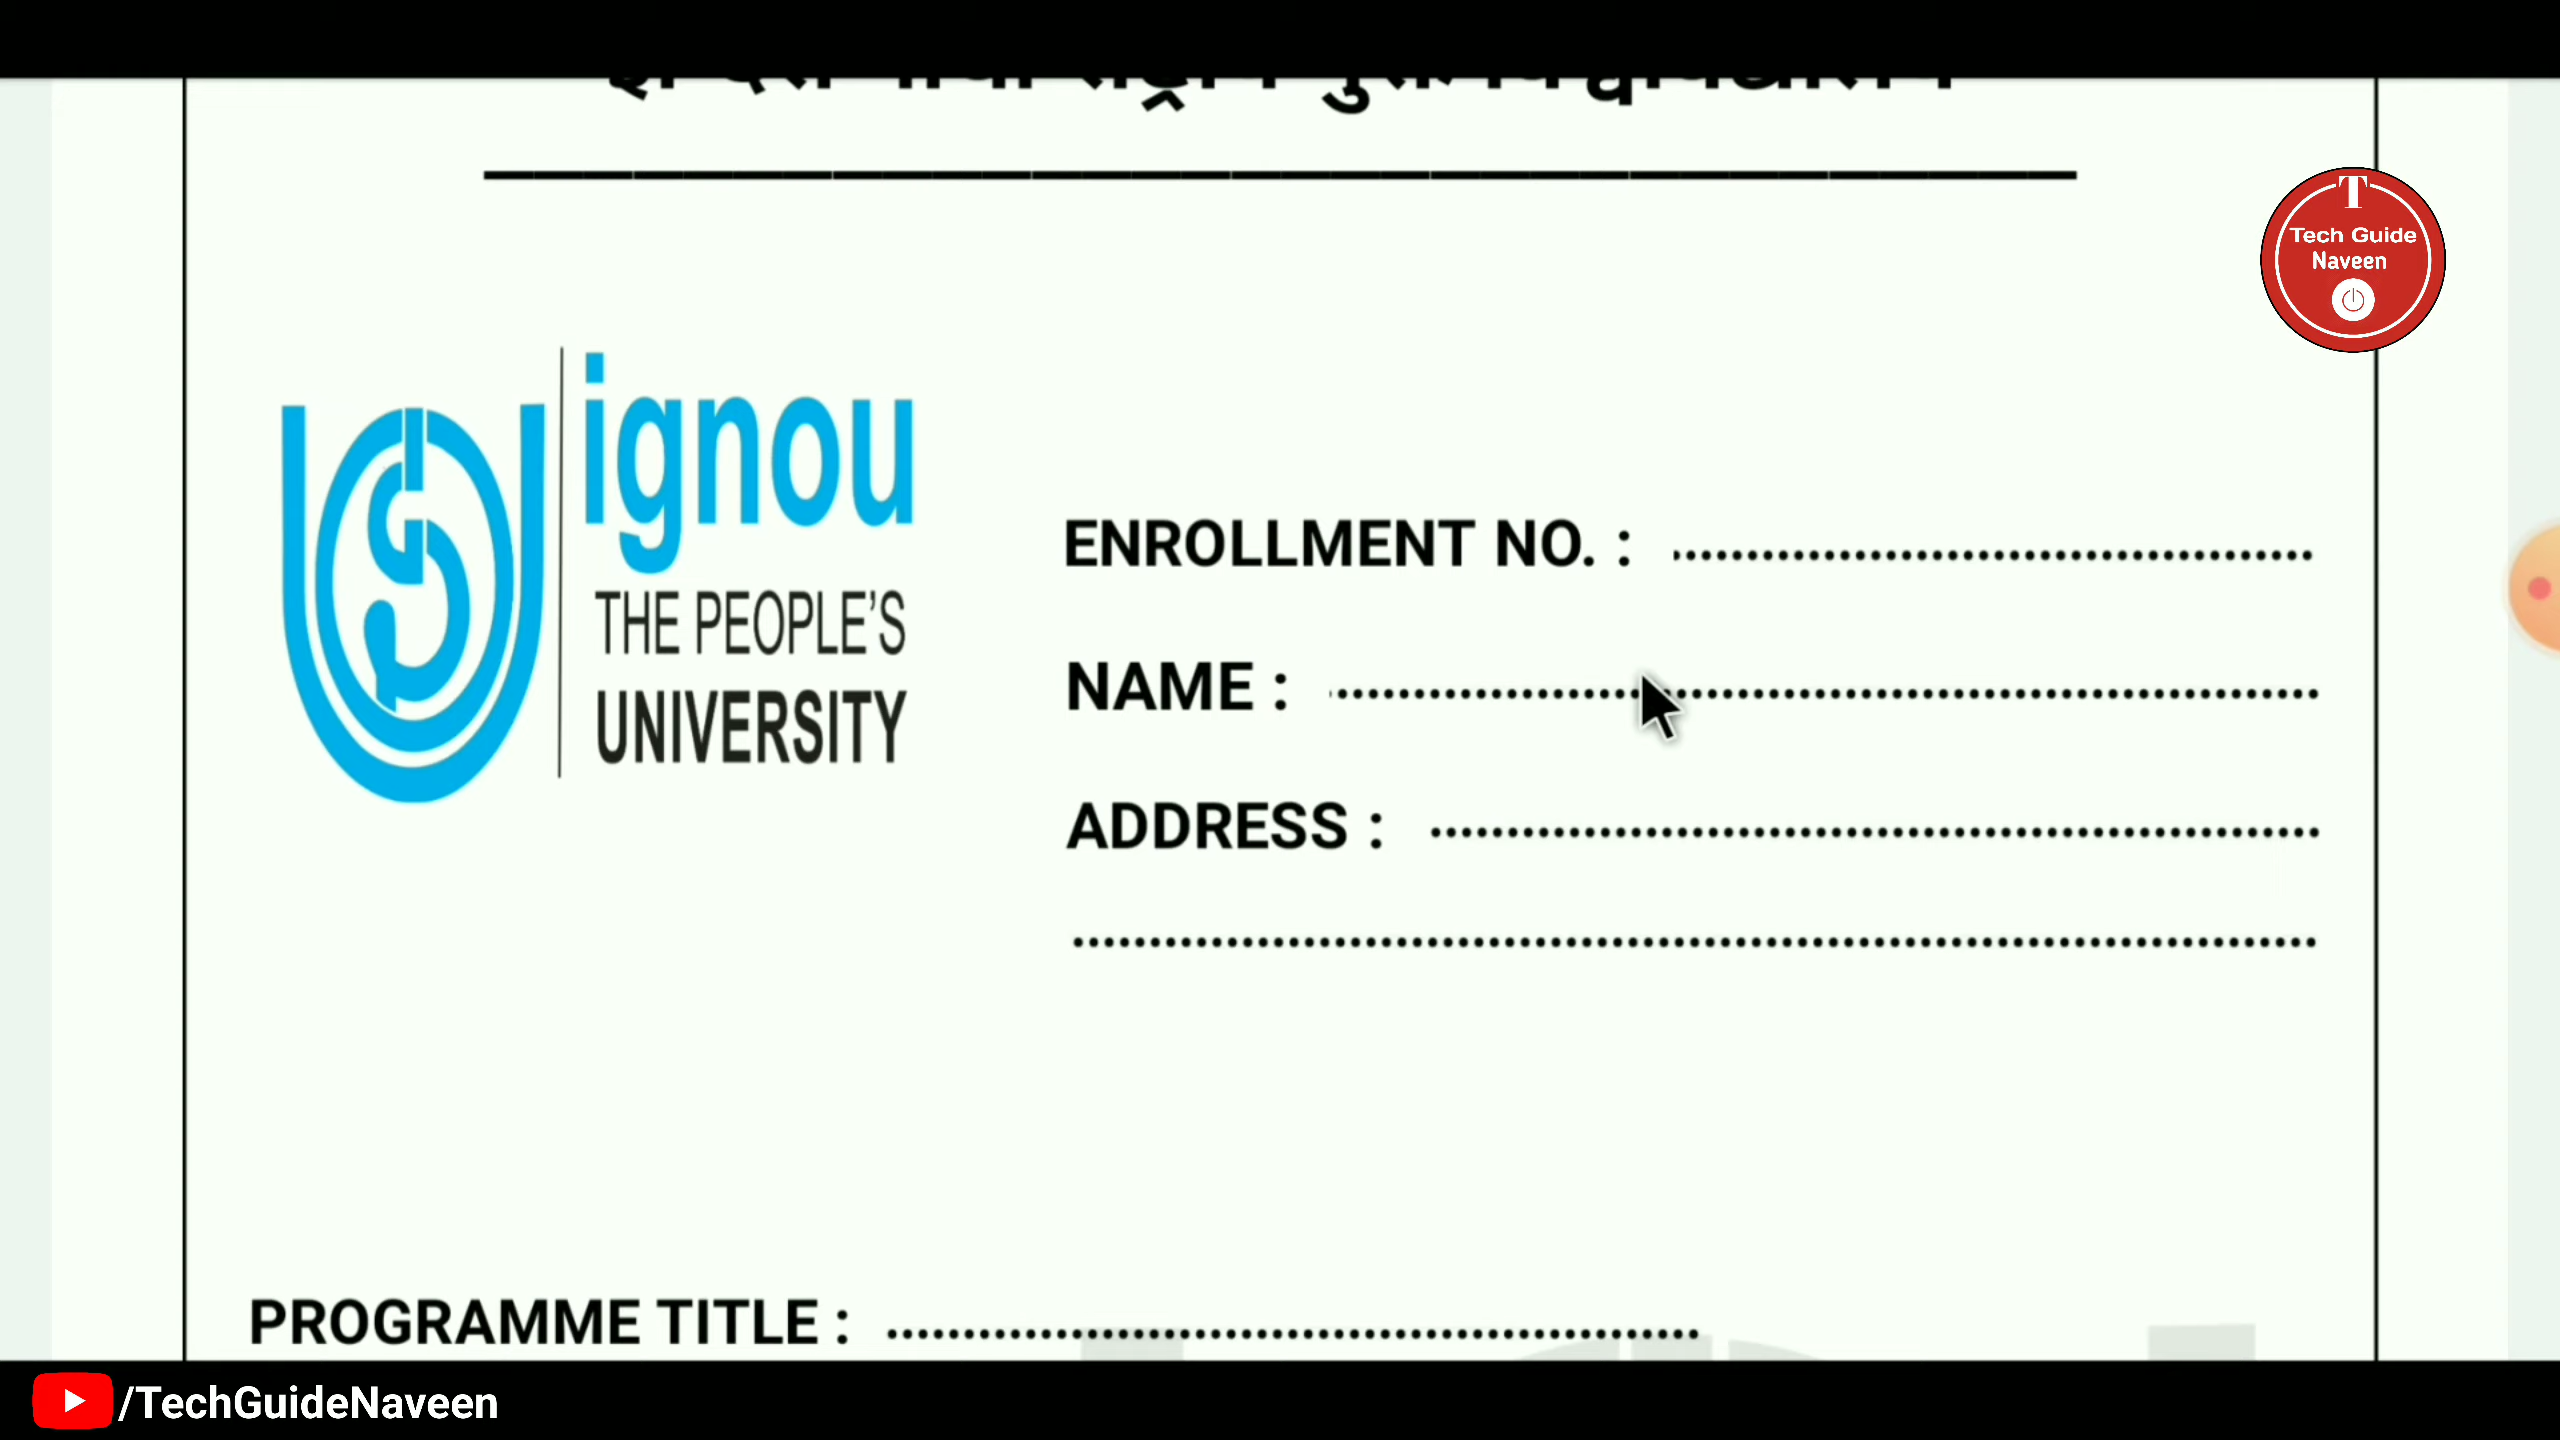 T
Tech Guide
Naveen
ignou
THE PEOPLE'S
UNIVERSITY
ENROLLMENT NO. : ........................................
NAME : ........................................
ADDRESS : ........................................
........................................
PROGRAMME TITLE : ........................................
/TechGuideNaveen